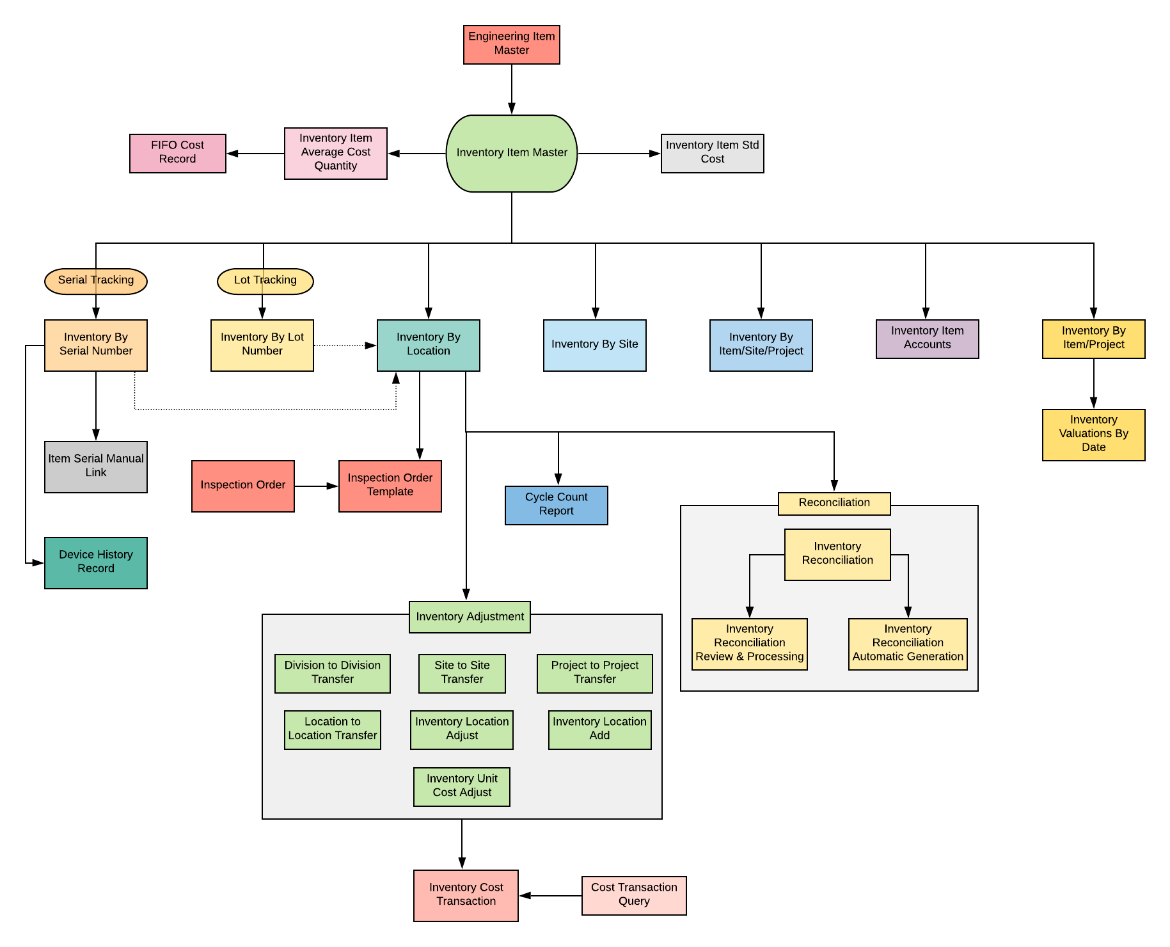 Engineering Item
Master
FIFO Cost
Record
Inventory Item
Average Cost
Quantity
Inventory Item Master
Inventory Item Std
Cost
Serial Tracking
Lot Tracking
Inventory By
Serial Number
Inventory By Lot
Number
Inventory By
Location
Inventory By Site
Inventory By
Item/Site/Project
Inventory Item
Accounts
Inventory By
Item/Project
Inventory
Valuations By
Date
Item Serial Manual
Link
Inspection Order
Inspection Order
Template
Cycle Count
Report
Reconciliation
Inventory
Reconciliation
Device History
Record
Inventory
Reconciliation
Review & Processing
Inventory
Reconciliation
Automatic Generation
Inventory Adjustment
Division to Division
Transfer
Site to Site
Transfer
Project to Project
Transfer
Location to
Location Transfer
Inventory Location
Adjust
Inventory Location
Add
Inventory Unit
Cost Adjust
Inventory Cost
Transaction
Cost Transaction
Query